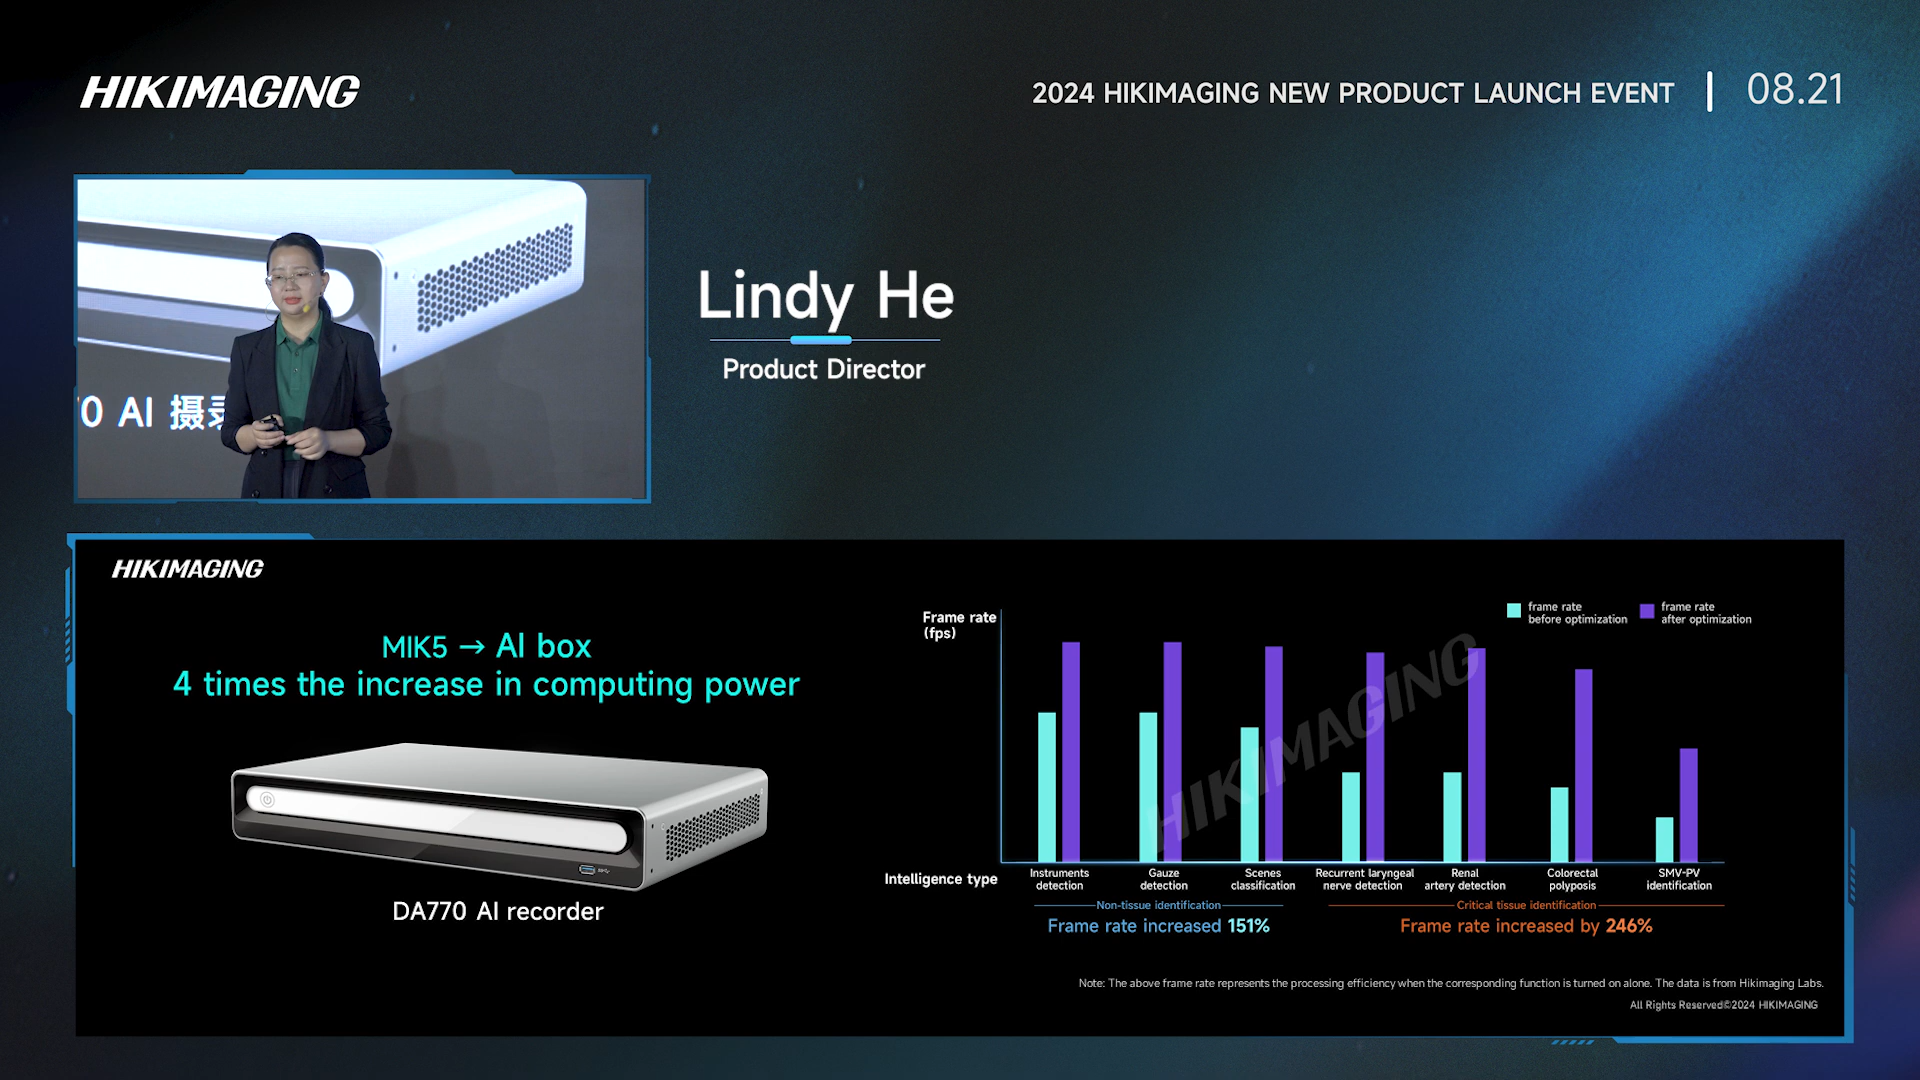 HIKIMAGING
2024 HIKIMAGING NEW PRODUCT LAUNCH EVENT | 08.21
70 AI 摄录
Lindy He
Product Director
HIKIMAGING
MIK5 → AI box
4 times the increase in computing power
DA770 AI recorder
Frame rate
(fps)
frame rate
before optimization
frame rate
after optimization
HIKIMAGING
Intelligence type
Instruments
detection
Gauze
detection
Scenes
classification
Recurrent laryngeal
nerve detection
Renal
artery detection
Colorectal
polyposis
SMV-PV
identification
Non-tissue identification
Critical tissue identification
Frame rate increased 151%
Frame rate increased by 246%
Note: The above frame rate represents the processing efficiency when the corresponding function is turned on alone. The data is from Hikimaging Labs.
All Rights Reserved©2024 HIKIMAGING